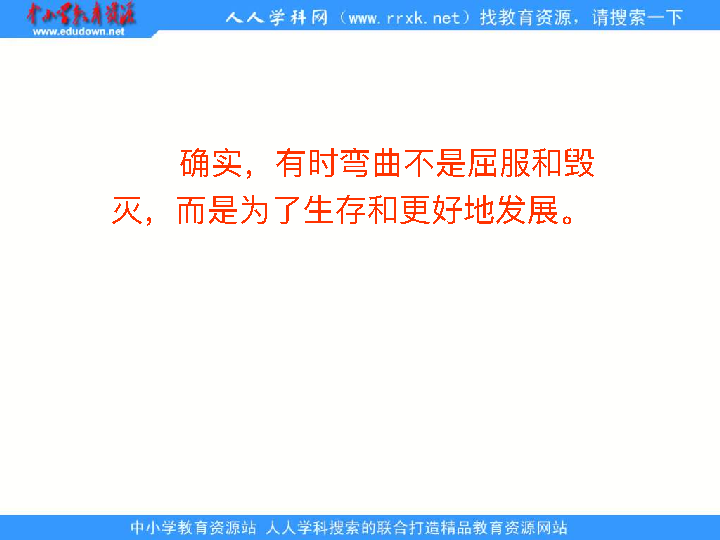 中小学教育资源
www.edudown.net
人人学科网（www.rrxk.net）找教育资源，请搜索一下
确实，有时弯曲不是屈服和毁
灭，而是为了生存和更好地发展。
中小学教育资源站 人人学科搜索的联合打造精品教育资源网站